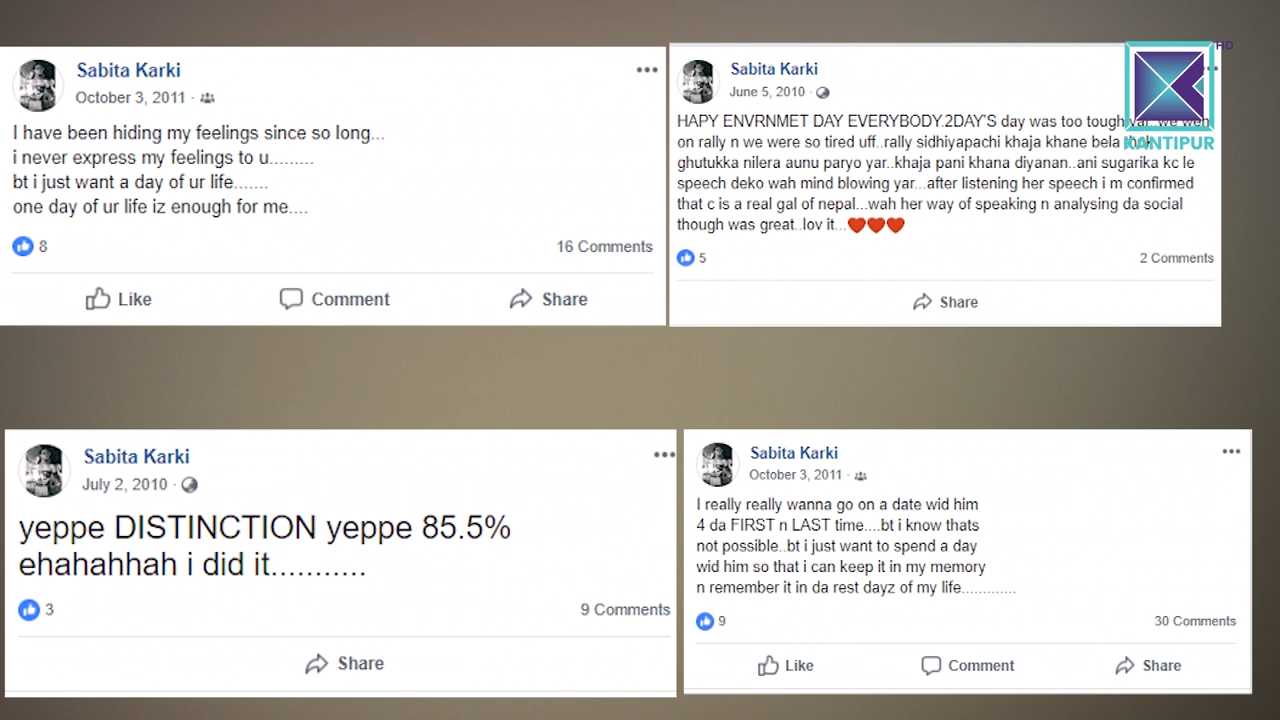 Sabita Karki
October 3, 2011
I have been hiding my feelings since so long...
i never express my feelings to u.........
bt i just want a day of ur life.......
one day of ur life iz enough for me....
8
16 Comments
Like
Comment
Share
Sabita Karki
June 5, 2010
HAPY ENVRNMET DAY EVERYBODY.2DAY'S day was too tough
on rally n we were so tired uff..rally sidhiyapachi khaja khane bela
ghutukka nilera aunu paryo yar..khaja pani khana diyanan..ani sugarika kc le
speech deko wah mind blowing yar...after listening her speech i m confirmed
that c is a real gal of nepal...wah her way of speaking n analysing da social
though was great..lov it...❤❤❤
5
2 Comments
Share
HD
KANTIPUR
Sabita Karki
July 2, 2010
yeppe DISTINCTION yeppe 85.5%
ehahahhah i did it...........
3
9 Comments
Share
Sabita Karki
October 3, 2011
I really really wanna go on a date wid him
4 da FIRST n LAST time....bt i know thats
not possible..bt i just want to spend a day
wid him so that i can keep it in my memory
n remember it in da rest dayz of my life.............
9
30 Comments
Like
Comment
Share